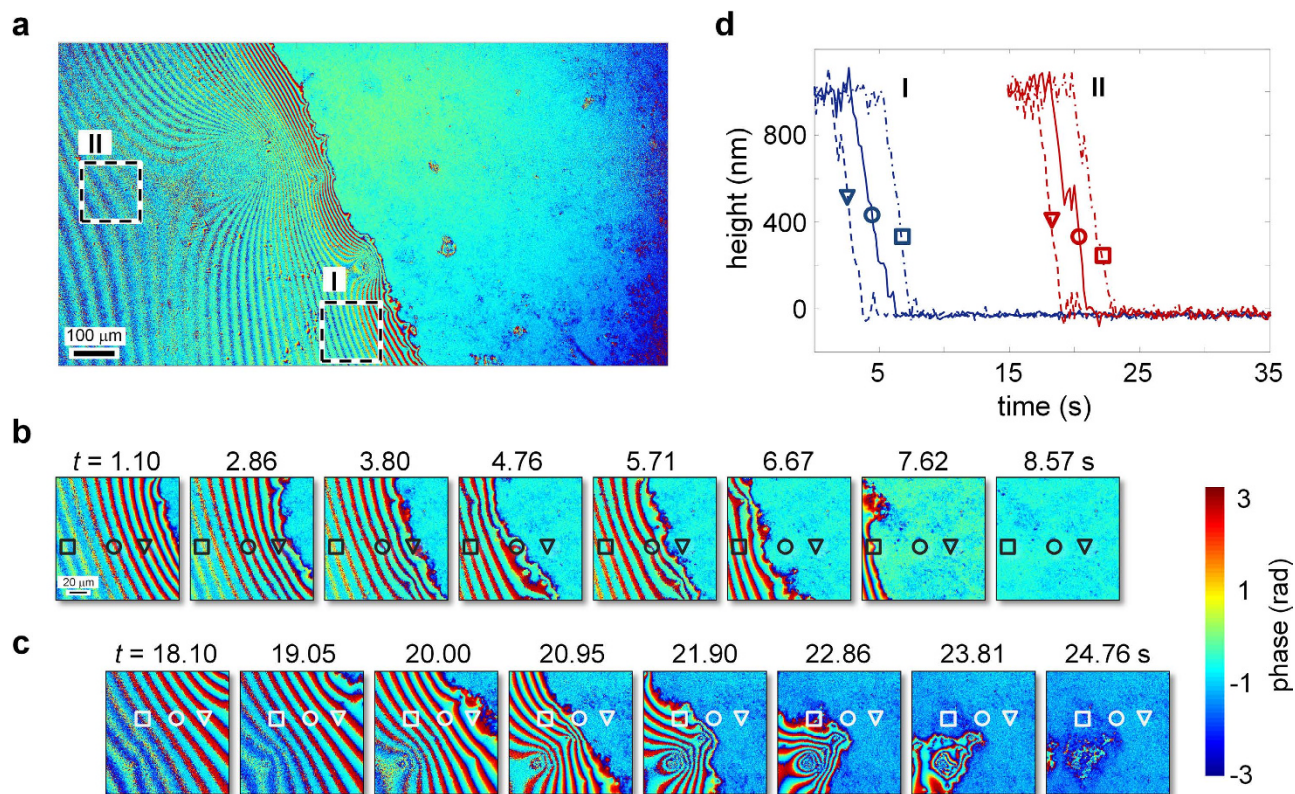 a
II
I
100 μm
d
I
II
800
400
0
height (nm)
5
15
25
35
time (s)
b
t = 1.10 2.86 3.80 4.76 5.71 6.67 7.62 8.57 s
20 μm
c
t = 18.10 19.05 20.00 20.95 21.90 22.86 23.81 24.76 s
3
1
-1
-3
phase (rad)